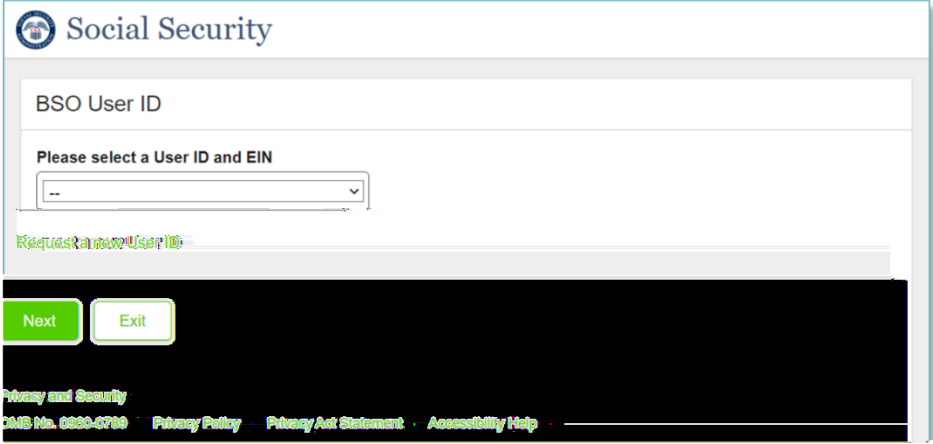 Social Security
BSO User ID
Please select a User ID and EIN
--
Request a new User ID
Next Exit
Privacy and Security
OMB No. 0960-0789 Privacy Policy Privacy Act Statement · Accessibility Help